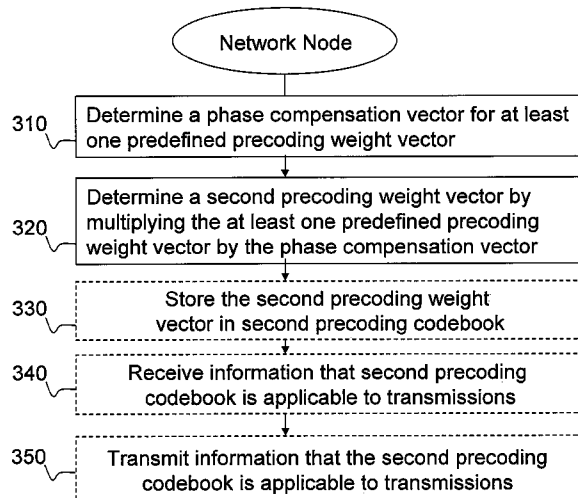 Network Node
310
Determine a phase compensation vector for at least
one predefined precoding weight vector
320
Determine a second precoding weight vector by
multiplying the at least one predefined precoding
weight vector by the phase compensation vector
330
Store the second precoding weight
vector in second precoding codebook
340
Receive information that second precoding
codebook is applicable to transmissions
350
Transmit information that the second precoding
codebook is applicable to transmissions